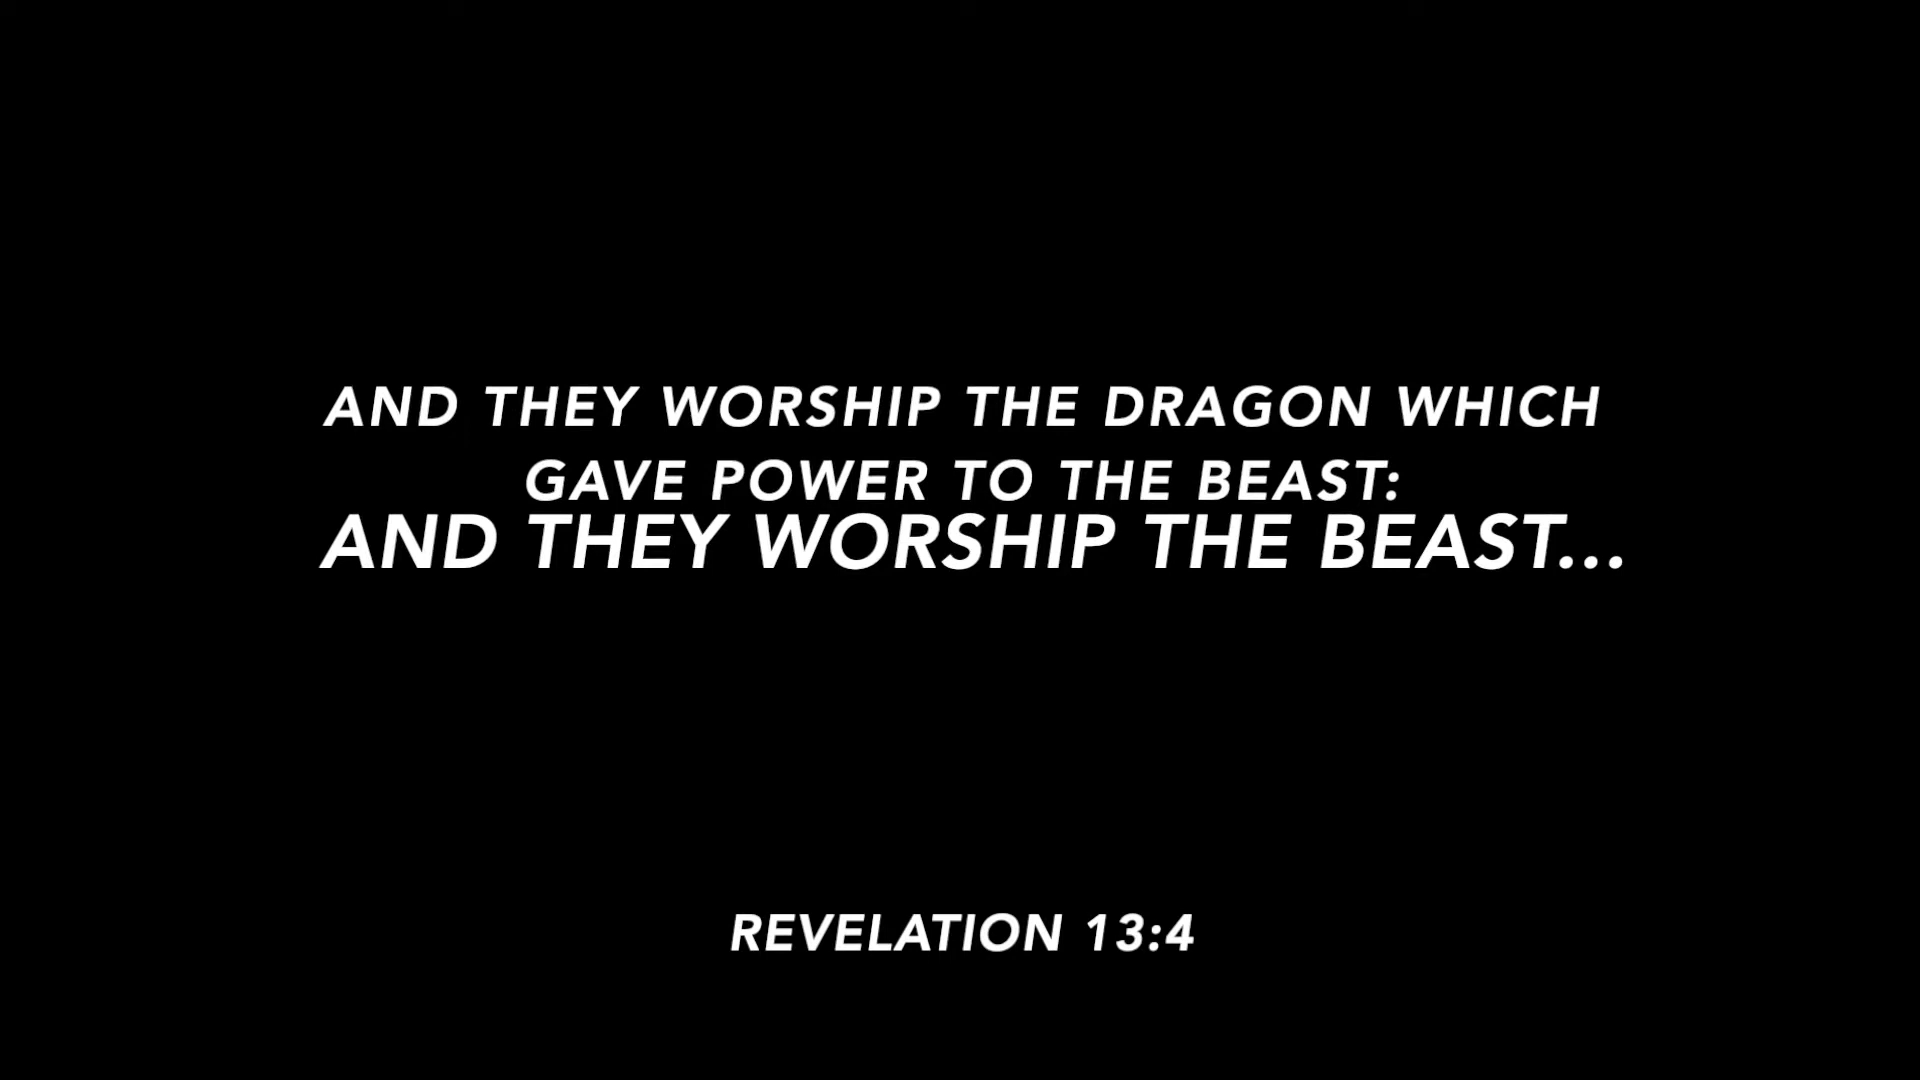 AND THEY WORSHIP THE DRAGON WHICH
GAVE POWER TO THE BEAST:
AND THEY WORSHIP THE BEAST...
REVELATION 13:4